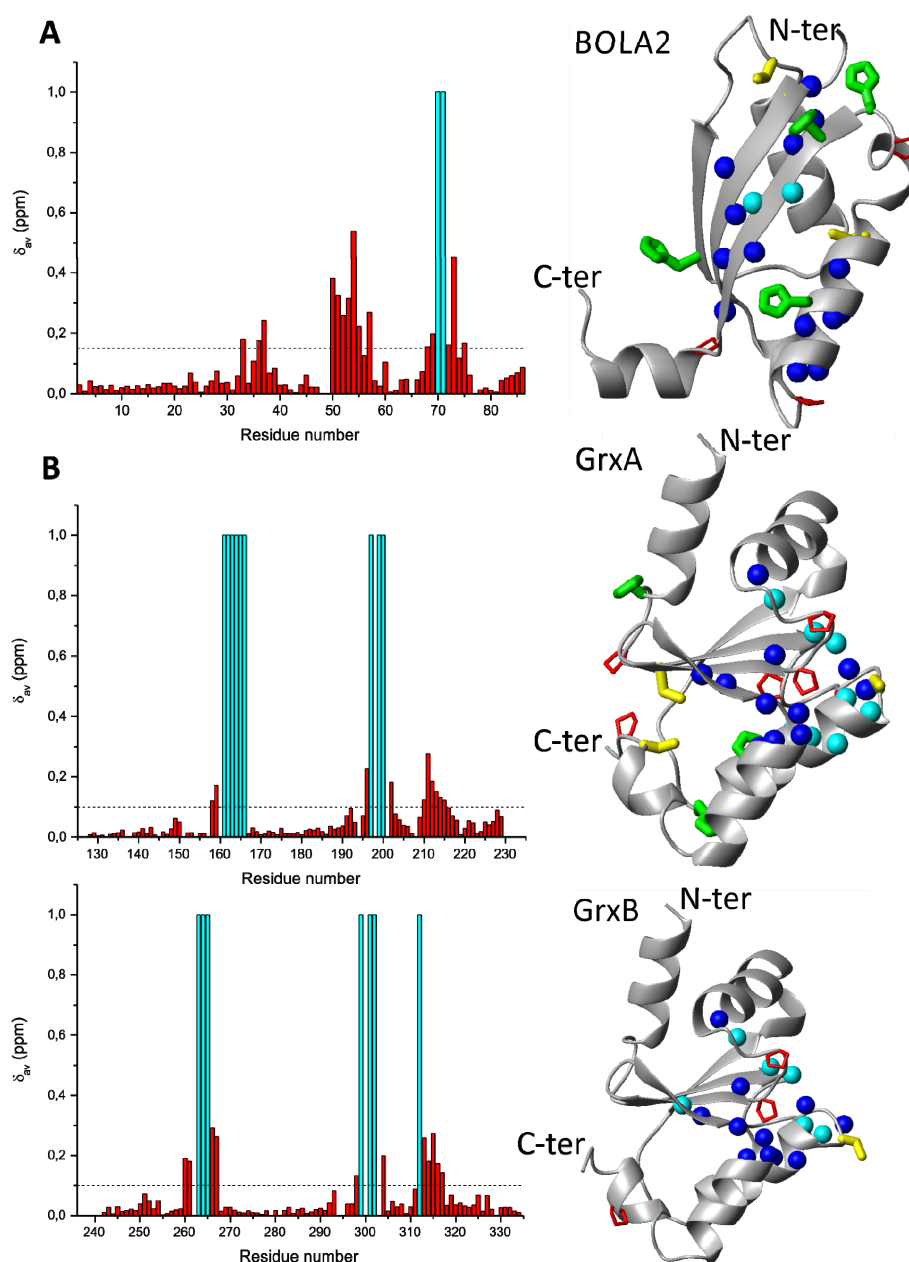 A
BOLA2
N-ter
C-ter
1,0
0,8
0,6
0,4
0,2
0,0
δav (ppm)
10 20 30 40 50 60 70 80
Residue number
B
GrxA
N-ter
C-ter
1,0
0,8
0,6
0,4
0,2
0,0
δav (ppm)
130 140 150 160 170 180 190 200 210 220 230
Residue number
GrxB
N-ter
C-ter
1,0
0,8
0,6
0,4
0,2
0,0
δav (ppm)
240 250 260 270 280 290 300 310 320 330
Residue number